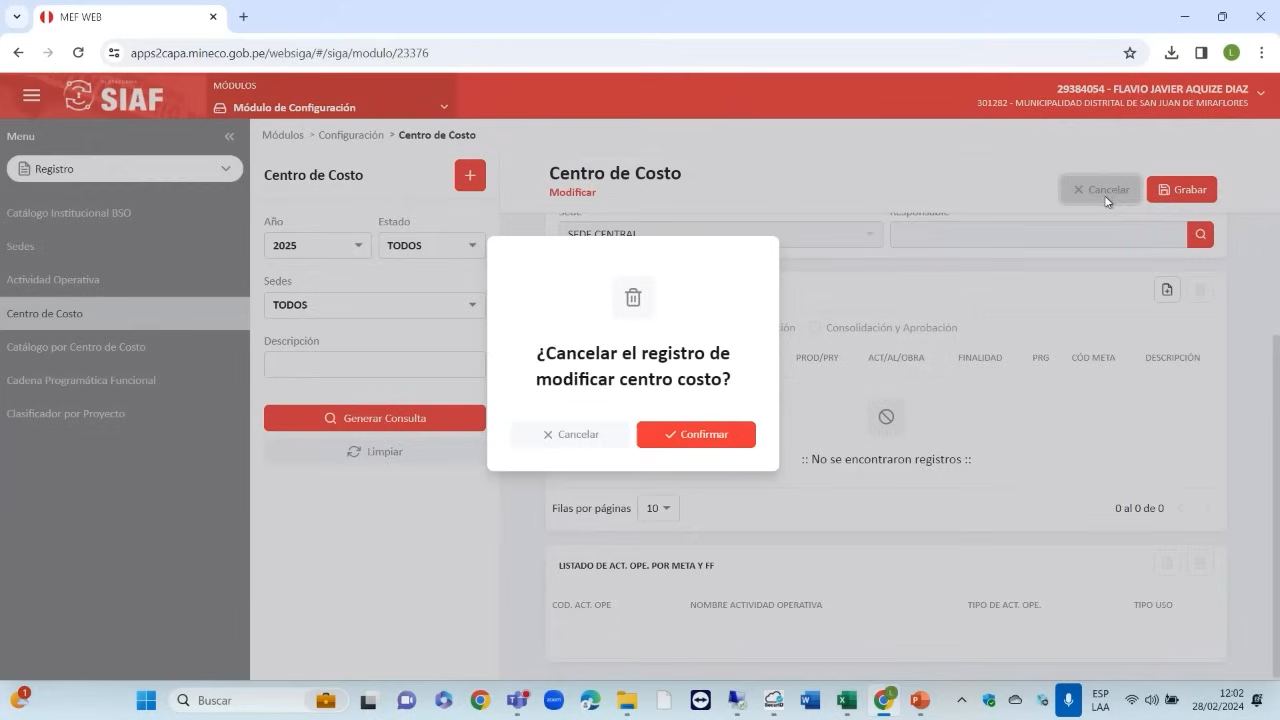 MEF WEB
apps2capa.mineco.gob.pe/websiga/#/siga/modulo/23376
L
SIAF
MÓDULOS
Módulo de Configuración
29384054 - FLAVIO JAVIER AQUIZE DIAZ
301282 - MUNICIPALIDAD DISTRITAL DE SAN JUAN DE MIRAFLORES
Menu
Registro
Catálogo Institucional BSO
Sedes
Actividad Operativa
Centro de Costo
Catálogo por Centro de Costo
Cadena Programática Funcional
Clasificador por Proyecto
Módulos > Configuración > Centro de Costo
Centro de Costo
Año
Estado
2025
TODOS
Sedes
TODOS
Descripción
Generar Consulta
Limpiar
Centro de Costo
Modificar
Cancelar
Grabar
Sede
Responsable
SEDE CENTRAL
Consolidación y Aprobación
PROD/PRY
ACT/AL/OBRA
FINALIDAD
PRG
CÓD META
DESCRIPCIÓN
:: No se encontraron registros ::
Filas por páginas
10
0 al 0 de 0
LISTADO DE ACT. OPE. POR META Y FF
COD. ACT. OPE
NOMBRE ACTIVIDAD OPERATIVA
TIPO DE ACT. OPE.
TIPO USO
¿Cancelar el registro de
modificar centro costo?
Cancelar
Confirmar
1
Buscar
zoom
ESP
LAA
12:02
28/02/2024